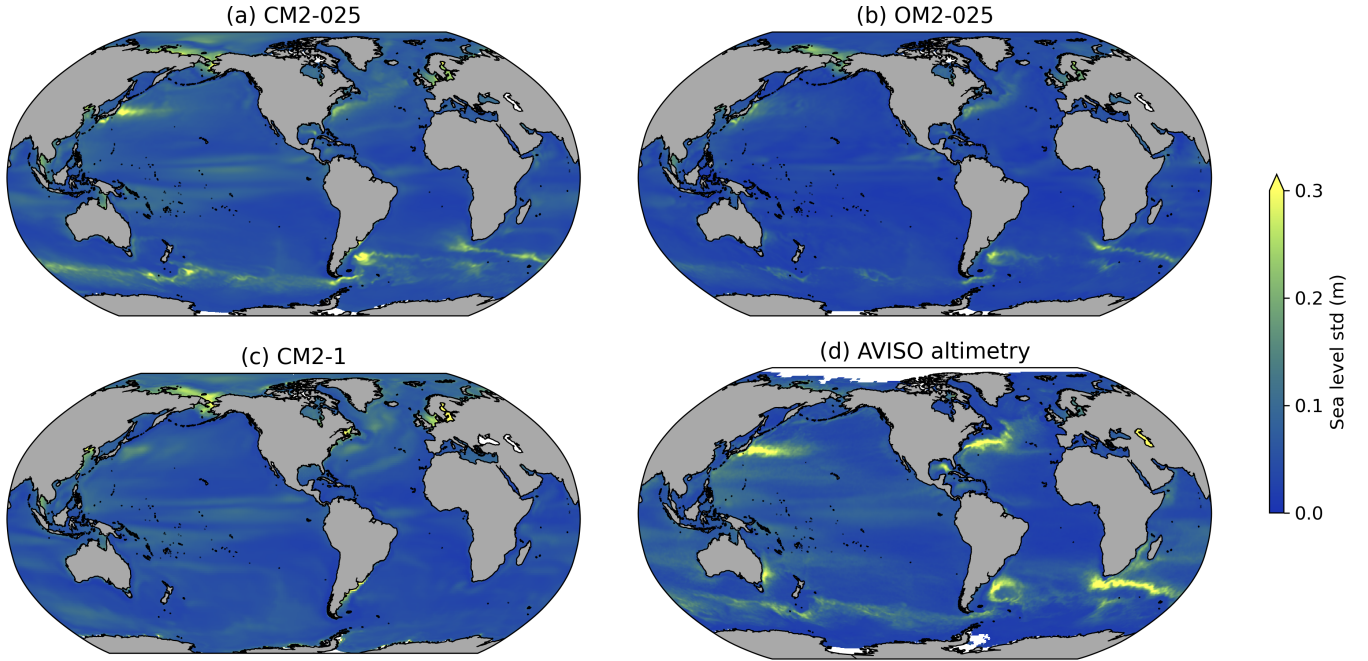 (a) CM2-025
(b) OM2-025
(c) CM2-1
(d) AVISO altimetry
0.3
0.2
0.1
0.0
Sea level std (m)